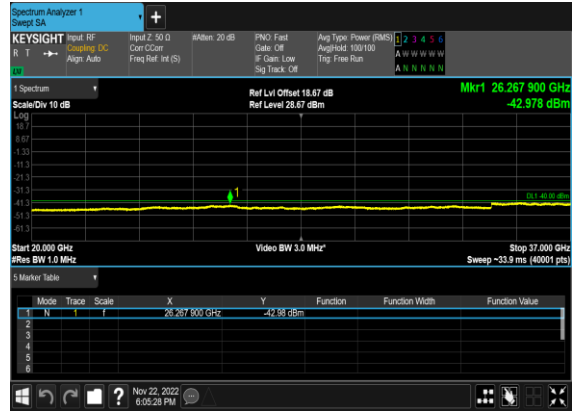 Spectrum Analyzer 1
Swept SA
+
KEYSIGHT Input: RF Input Z: 50 Ω #Atten: 20 dB PNO: Fast Avg Type: Power (RMS) 1 2 3 4 5 6
R T Coupling: DC Corr CCorr Gate: Off Avg|Hold: 100/100 A W W W W W
Align: Auto Freq Ref: Int (S) IF Gain: Low Trig: Free Run
Sig Track: Off A N N N N N
1 Spectrum Ref Lvl Offset 18.67 dB Mkr1 26.267 900 GHz
Scale/Div 10 dB Ref Level 28.67 dBm -42.978 dBm
Log
18.7
8.67
-1.33
-11.3
-21.3
-31.3
1
DL1 -40.00 dBm
-41.3
-51.3
-61.3
Start 20.000 GHz Video BW 3.0 MHz* Stop 37.000 GHz
#Res BW 1.0 MHz Sweep ~33.9 ms (40001 pts)
5 Marker Table
Mode Trace Scale X Y Function Function Width Function Value
1 N 1 f 26.267 900 GHz -42.98 dBm
2
3
4
5
6
? Nov 22, 2022
6:05:28 PM